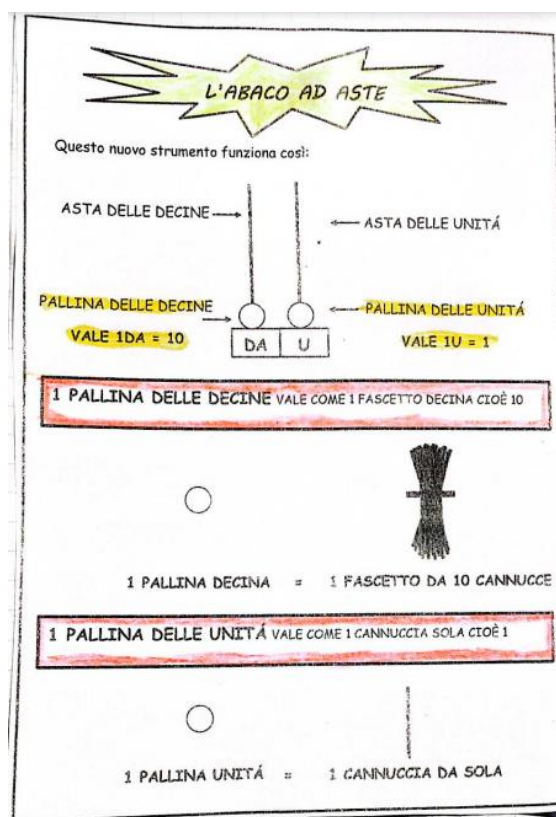 L'ABACO AD ASTE
Questo nuovo strumento funziona così:
ASTA DELLE DECINE
ASTA DELLE UNITÁ
PALLINA DELLE DECINE
PALLINA DELLE UNITÁ
VALE 1DA = 10
DA U
VALE 1U = 1
1 PALLINA DELLE DECINE VALE COME 1 FASCETTO DECINA CIOÈ 10
1 PALLINA DECINA = 1 FASCETTO DA 10 CANNUCCE
1 PALLINA DELLE UNITÁ VALE COME 1 CANNUCCIA SOLA CIOÈ 1
1 PALLINA UNITÁ = 1 CANNUCCIA DA SOLA